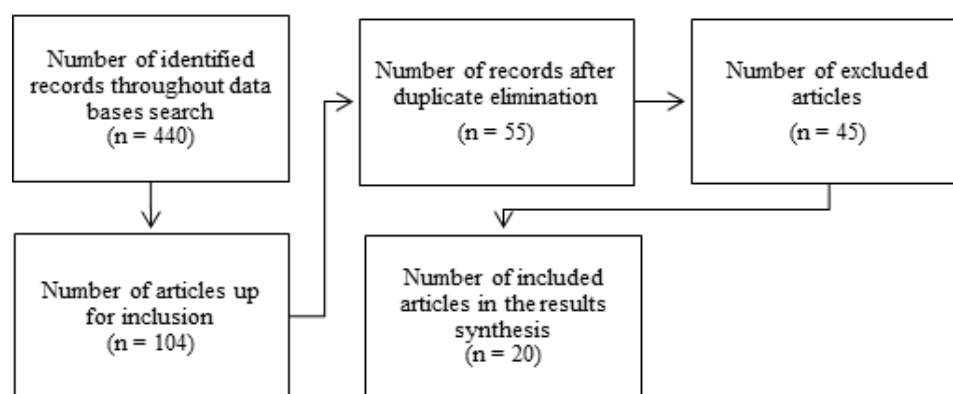 Number of identified
records throughout data
bases search
(n = 440)
Number of articles up
for inclusion
(n = 104)
Number of records after
duplicate elimination
(n = 55)
Number of excluded
articles
(n = 45)
Number of included
articles in the results
synthesis
(n = 20)